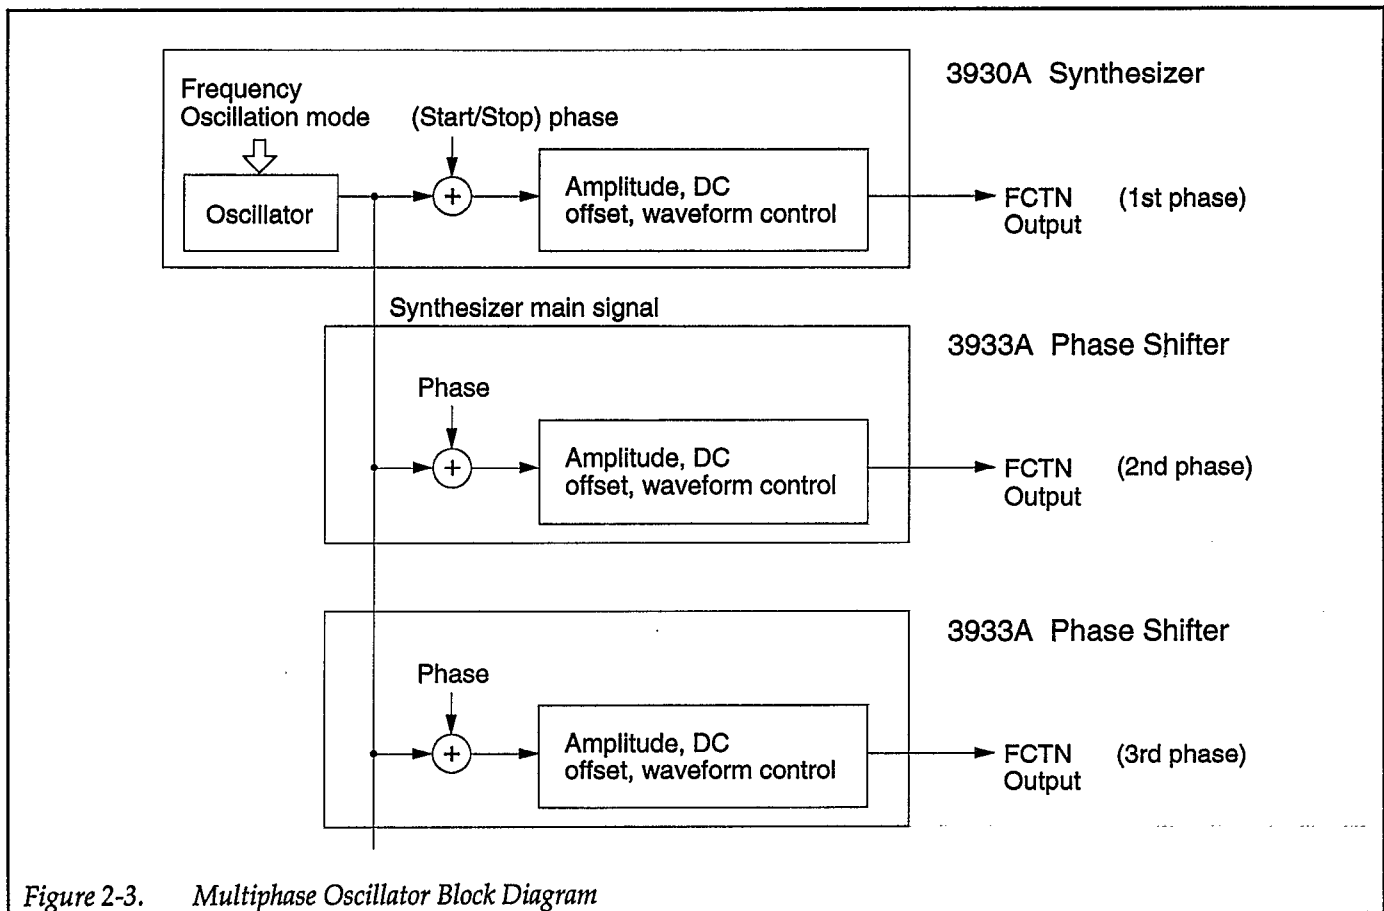 3930A Synthesizer
Frequency
Oscillation mode
(Start/Stop) phase
Oscillator
+
Amplitude, DC
offset, waveform control
FCTN
Output
(1st phase)
Synthesizer main signal
3933A Phase Shifter
Phase
+
Amplitude, DC
offset, waveform control
FCTN
Output
(2nd phase)
3933A Phase Shifter
Phase
+
Amplitude, DC
offset, waveform control
FCTN
Output
(3rd phase)
Figure 2-3. Multiphase Oscillator Block Diagram